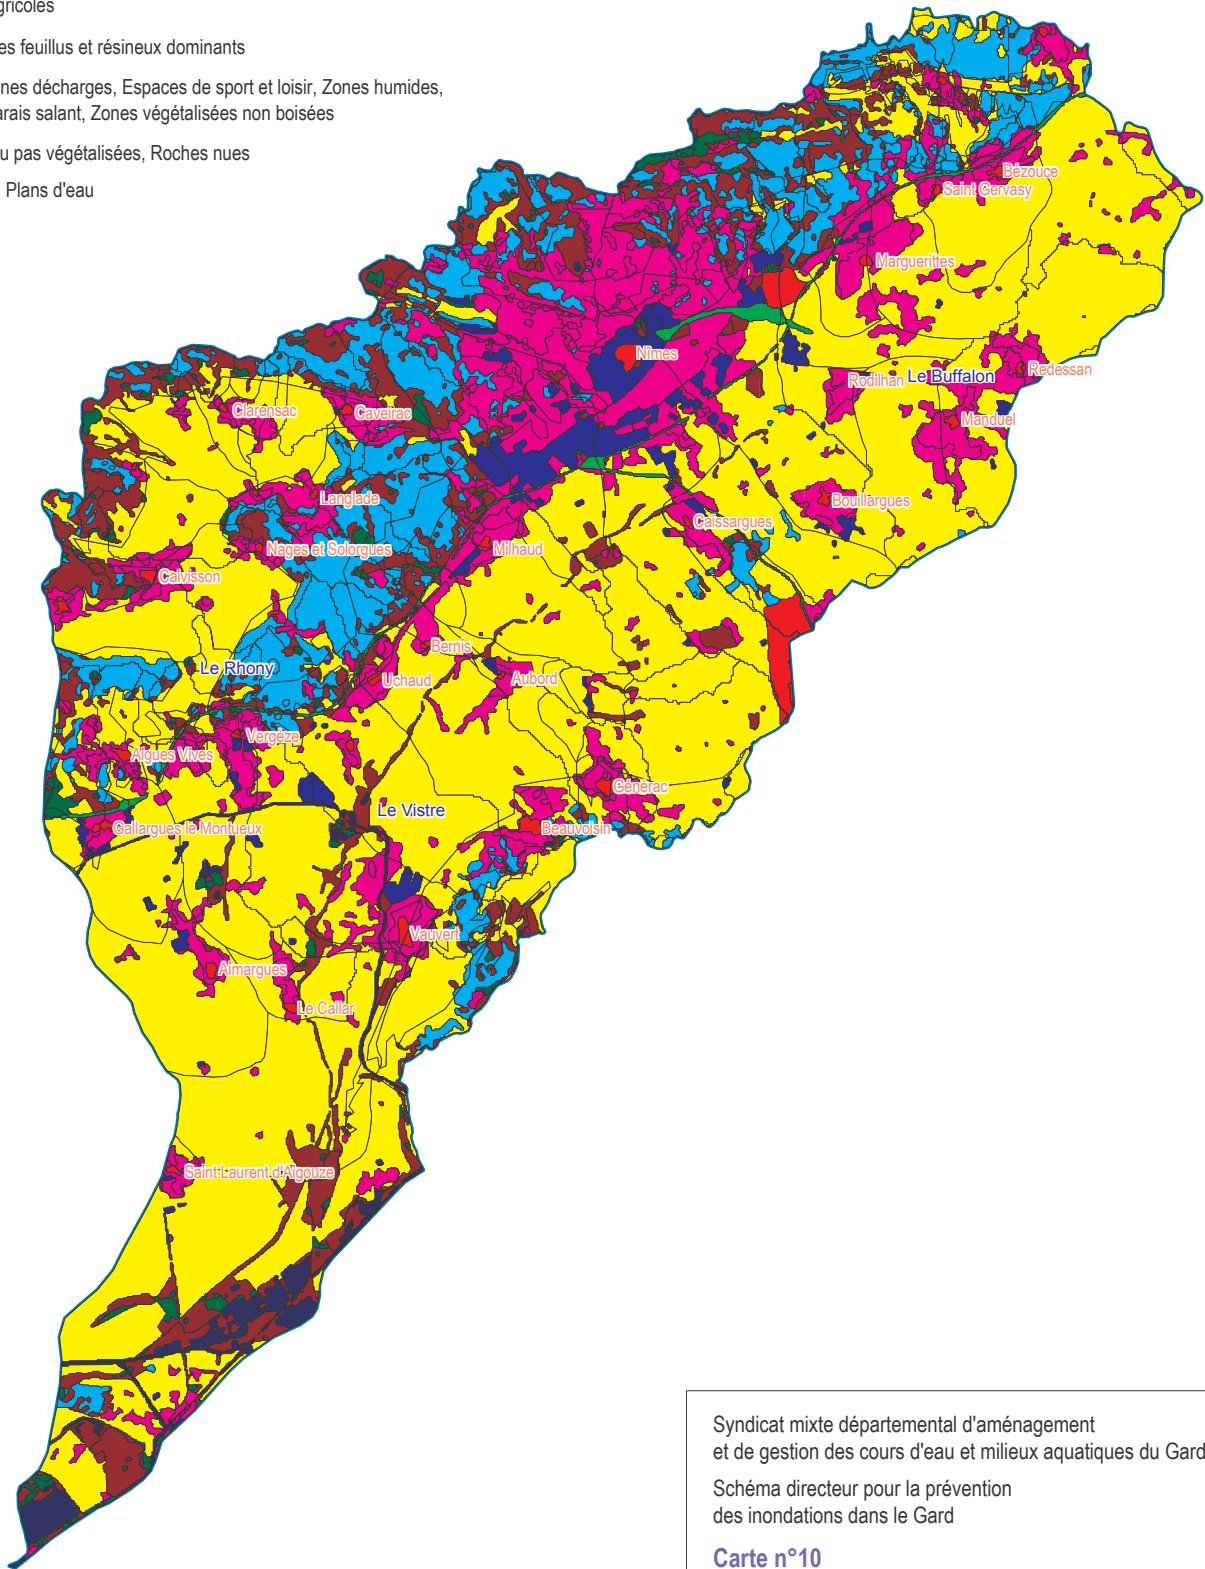 gricoles
es feuillus et résineux dominants
nes décharges, Espaces de sport et loisir, Zones humides,
arais salant, Zones végétalisées non boisées
u pas végétalisées, Roches nues
Plans d'eau
Bézouce
Saint Gervasy
Marguerittes
Nîmes
Redessan
Rodilhan
Le Buffalon
Clarensac
Caveirac
Manduel
Langlade
Bouillargues
Caissargues
Nages et Solorgues
Milhaud
Calvisson
Bernis
Le Rhony
Uchaud
Aubord
Vergèze
Aigues Vives
Générac
Le Vistre
Gallargues le Montueux
Beauvoisin
Vauvert
Aimargues
Le Cailar
Saint Laurent d'Aigouze
Syndicat mixte départemental d'aménagement
et de gestion des cours d'eau et milieux aquatiques du Gard
Schéma directeur pour la prévention
des inondations dans le Gard
Carte n°10